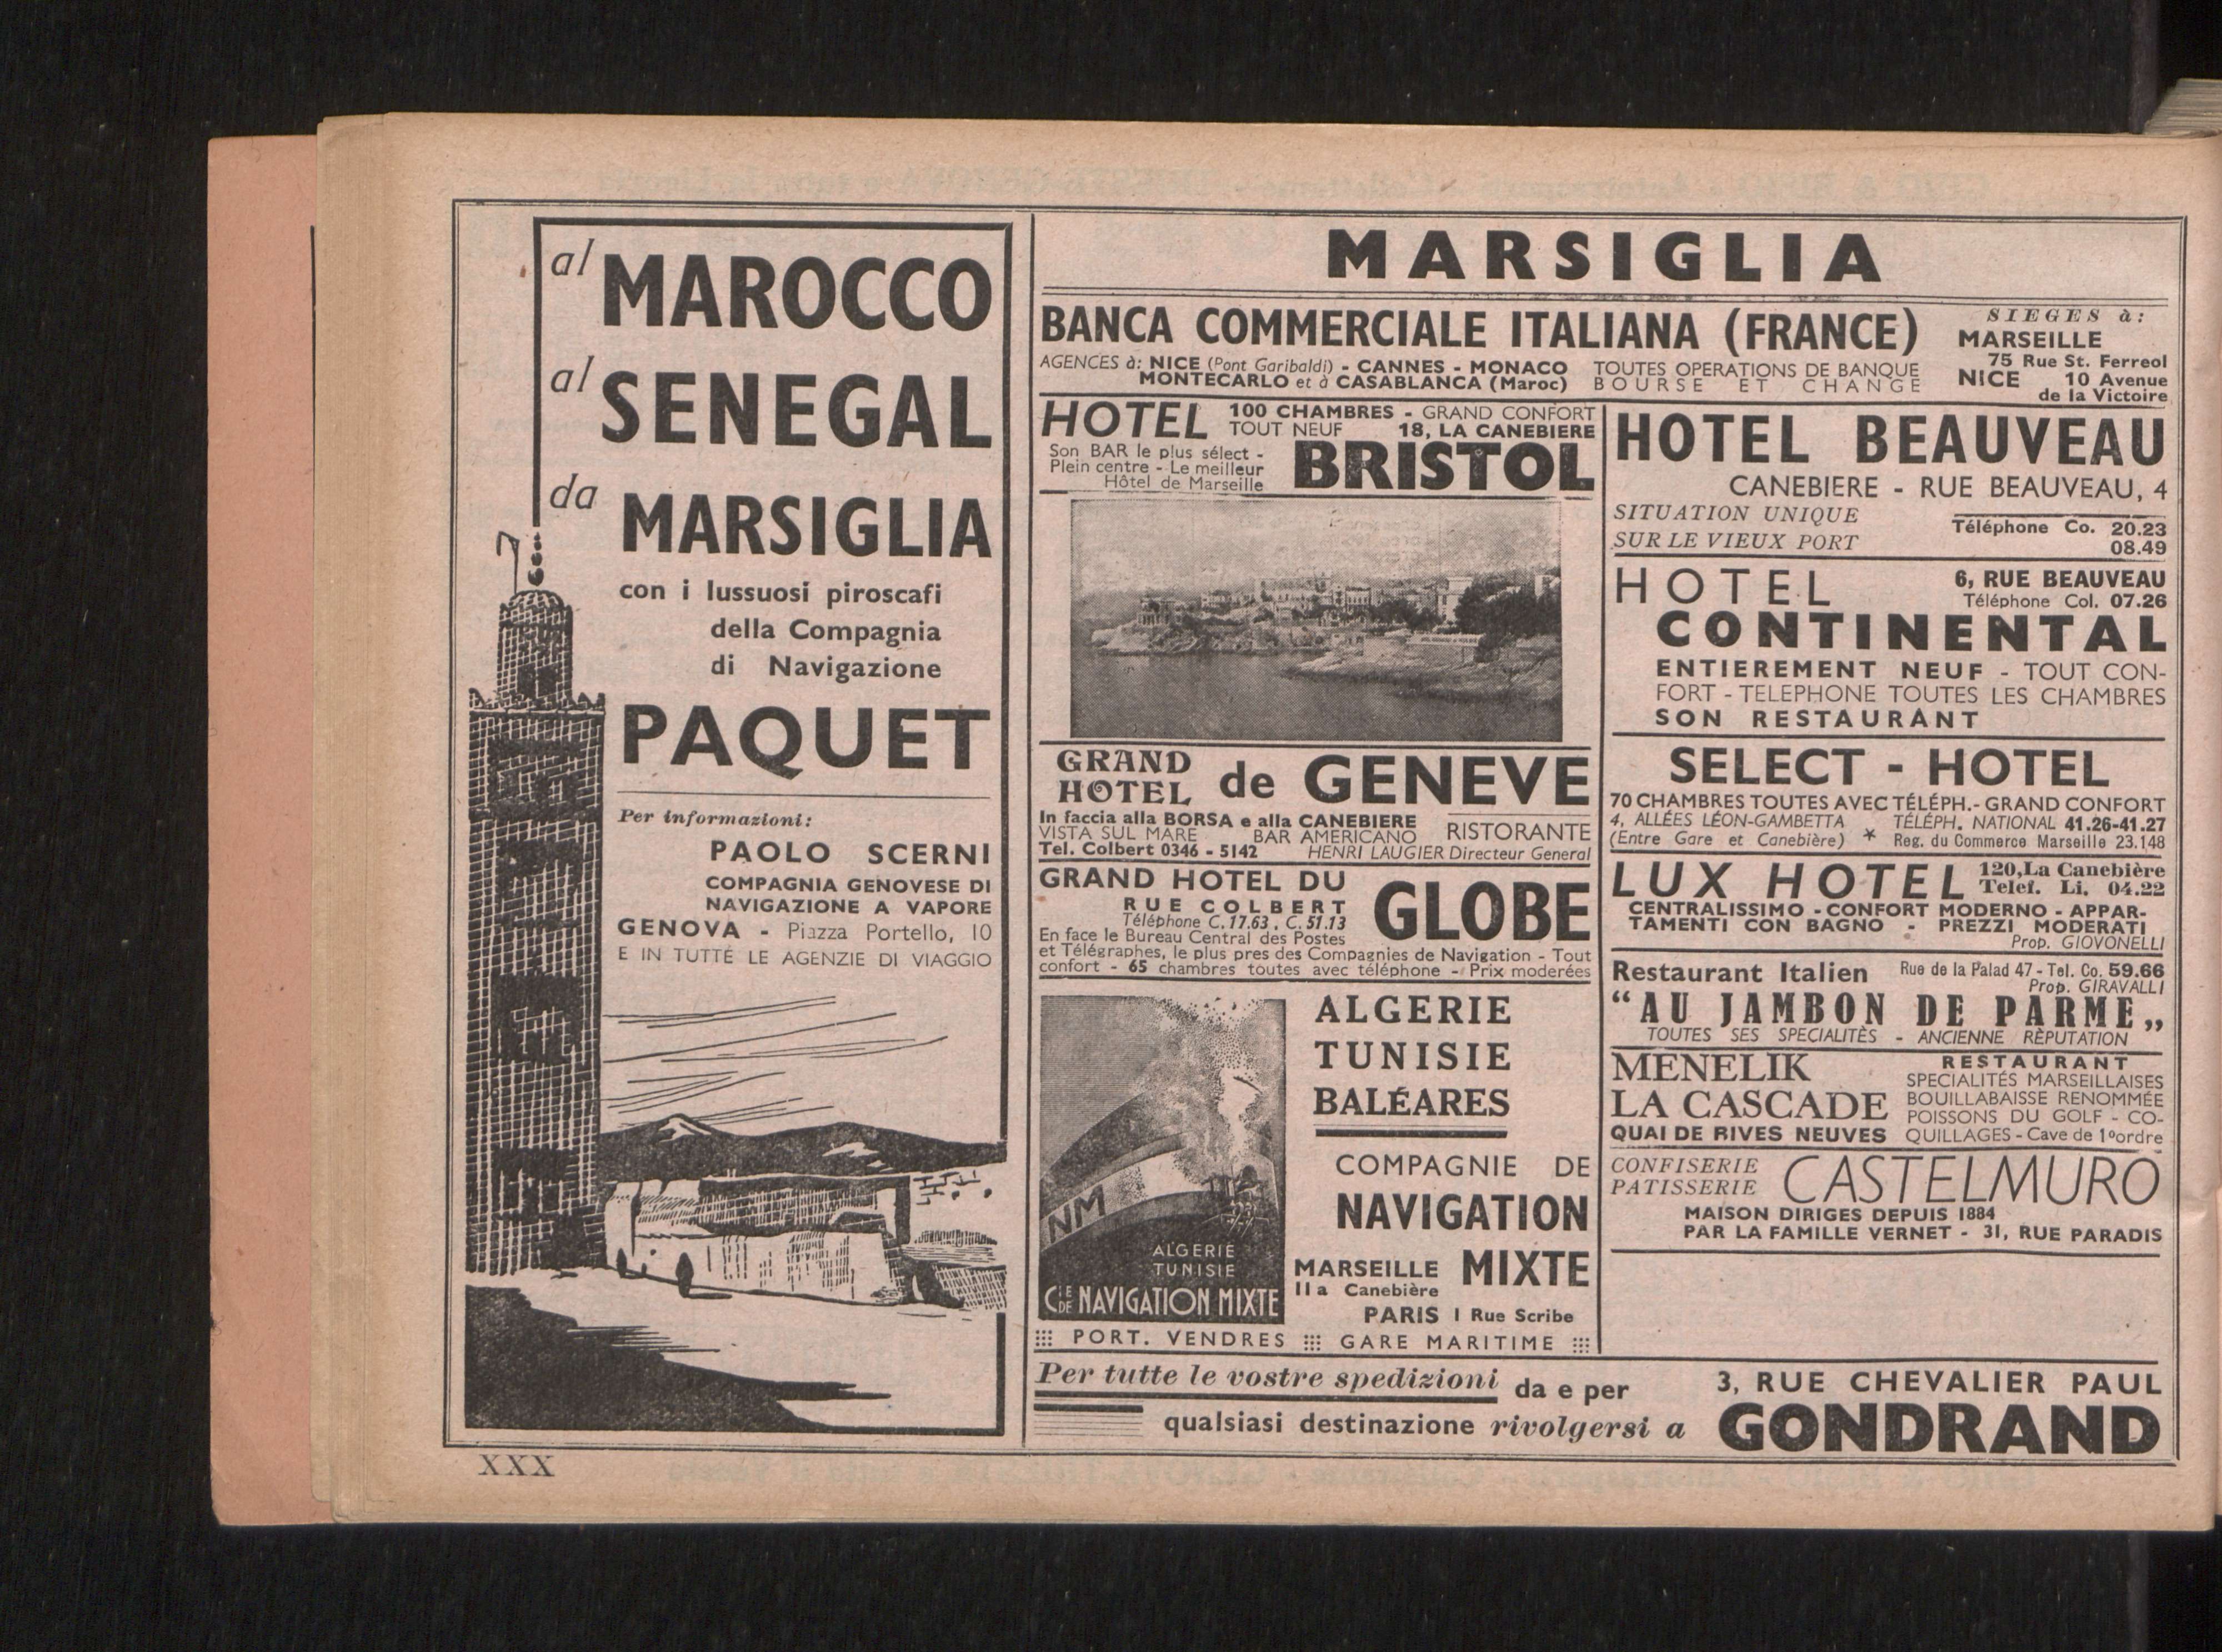 al MAROCCO
al SENEGAL
da MARSIGLIA
con i lussuosi piroscafi
della Compagnia
di Navigazione
PAQUET
Per informazioni:
PAOLO SCERNI
COMPAGNIA GENOVESE DI
NAVIGAZIONE A VAPORE
GENOVA - Piazza Portello, 10
E IN TUTTE LE AGENZIE DI VIAGGIO
MARSIGLIA
BANCA COMMERCIALE ITALIANA (FRANCE)
AGENCES à: NICE (Pont Garibaldi) - CANNES - MONACO
MONTECARLO et à CASABLANCA (Maroc)
TOUTES OPERATIONS DE BANQUE
BOURSE ET CHANGE
SIEGES à:
MARSEILLE
75 Rue St. Ferreol
NICE 10 Avenue
de la Victoire
HOTEL
100 CHAMBRES - GRAND CONFORT
TOUT NEUF 18, LA CANEBIERE
Son BAR le plus sélect -
Plein centre - Le meilleur
Hôtel de Marseille
BRISTOL
GRAND
HOTEL de GENEVE
In faccia alla BORSA e alla CANEBIERE
VISTA SUL MARE BAR AMERICANO RISTORANTE
Tel. Colbert 0346 - 5142 HENRI LAUGIER Directeur General
GRAND HOTEL DU
RUE COLBERT
GLOBE
Téléphone C. 17.63, C. 51.13
En face le Bureau Central des Postes
et Télégraphes, le plus pres des Compagnies de Navigation - Tout
confort - 65 chambres toutes avec téléphone - Prix moderées
NM
ALGERIE
TUNISIE
CIE DE NAVIGATION MIXTE
ALGERIE
TUNISIE
BALÉARES
COMPAGNIE DE
NAVIGATION
MIXTE
MARSEILLE
11a Canebière
PARIS 1 Rue Scribe
PORT. VENDRES GARE MARITIME
HOTEL BEAUVEAU
CANEBIERE - RUE BEAUVEAU, 4
SITUATION UNIQUE
SUR LE VIEUX PORT
Téléphone Co. 20.23
08.49
HOTEL
6, RUE BEAUVEAU
Téléphone Col. 07.26
CONTINENTAL
ENTIEREMENT NEUF - TOUT CON-
FORT - TELEPHONE TOUTES LES CHAMBRES
SON RESTAURANT
SELECT - HOTEL
70 CHAMBRES TOUTES AVEC TÉLÉPH. - GRAND CONFORT
4, ALLÉES LÉON-GAMBETTA TÉLÉPH. NATIONAL 41.26-41.27
(Entre Gare et Canebière) * Reg. du Commerce Marseille 23.148
LUX HOTEL
120, La Canebière
Telef. Li. 04.22
CENTRALISSIMO - CONFORT MODERNO - APPAR-
TAMENTI CON BAGNO - PREZZI MODERATI
Prop. GIOVONELLI
Restaurant Italien Rue de la Palad 47 - Tel. Co. 59.66
Prop. GIRAVALLI
“AU JAMBON DE PARME„
TOUTES SES SPECIALITÈS - ANCIENNE RÈPUTATION
MENELIK
LA CASCADE
QUAI DE RIVES NEUVES
RESTAURANT
SPECIALITÉS MARSEILLAISES
BOUILLABAISSE RENOMMÉE
POISSONS DU GOLF - CO-
QUILLAGES - Cave de 1º ordre
CONFISERIE
PATISSERIE
CASTELMURO
MAISON DIRIGES DEPUIS 1884
PAR LA FAMILLE VERNET - 31, RUE PARADIS
Per tutte le vostre spedizioni da e per
qualsiasi destinazione rivolgersi a
3, RUE CHEVALIER PAUL
GONDRAND
XXX